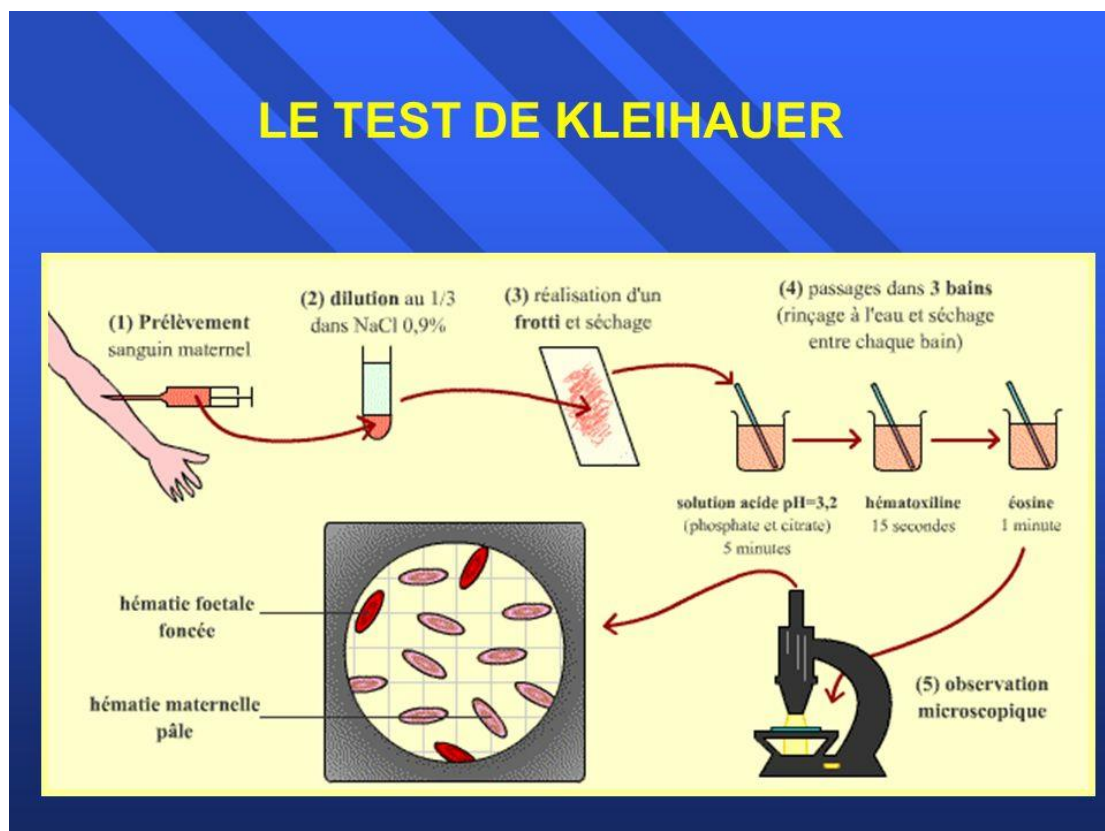 LE TEST DE KLEIHAUER
(1) Prélèvement
sanguin maternel
(2) dilution au 1/3
dans NaCl 0,9%
(3) réalisation d'un
frotti et séchage
(4) passages dans 3 bains
(rinçage à l'eau et séchage
entre chaque bain)
solution acide pH=3,2
(phosphate et citrate)
5 minutes
hématoxiline
15 secondes
éosine
1 minute
hématie foetale
foncée
hématie maternelle
pâle
(5) observation
microscopique